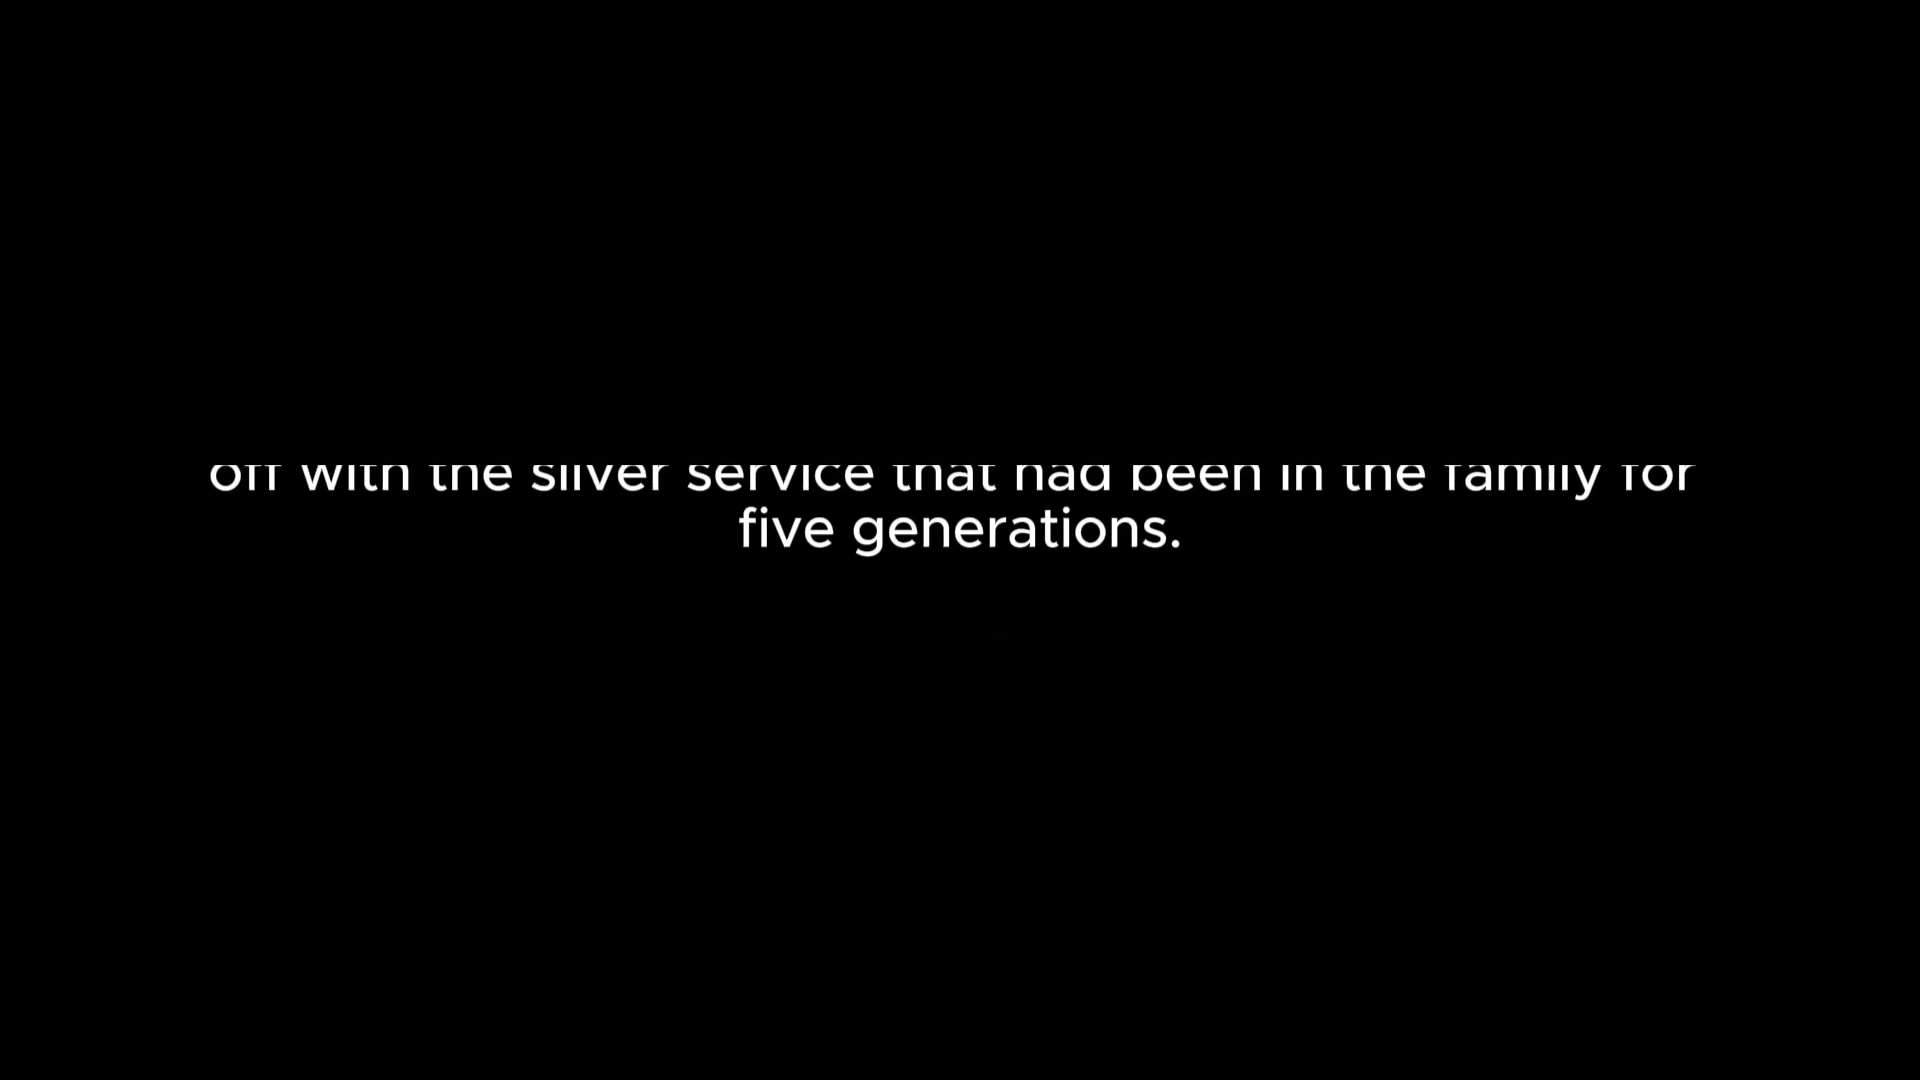 off with the silver service that had been in the family for
five generations.